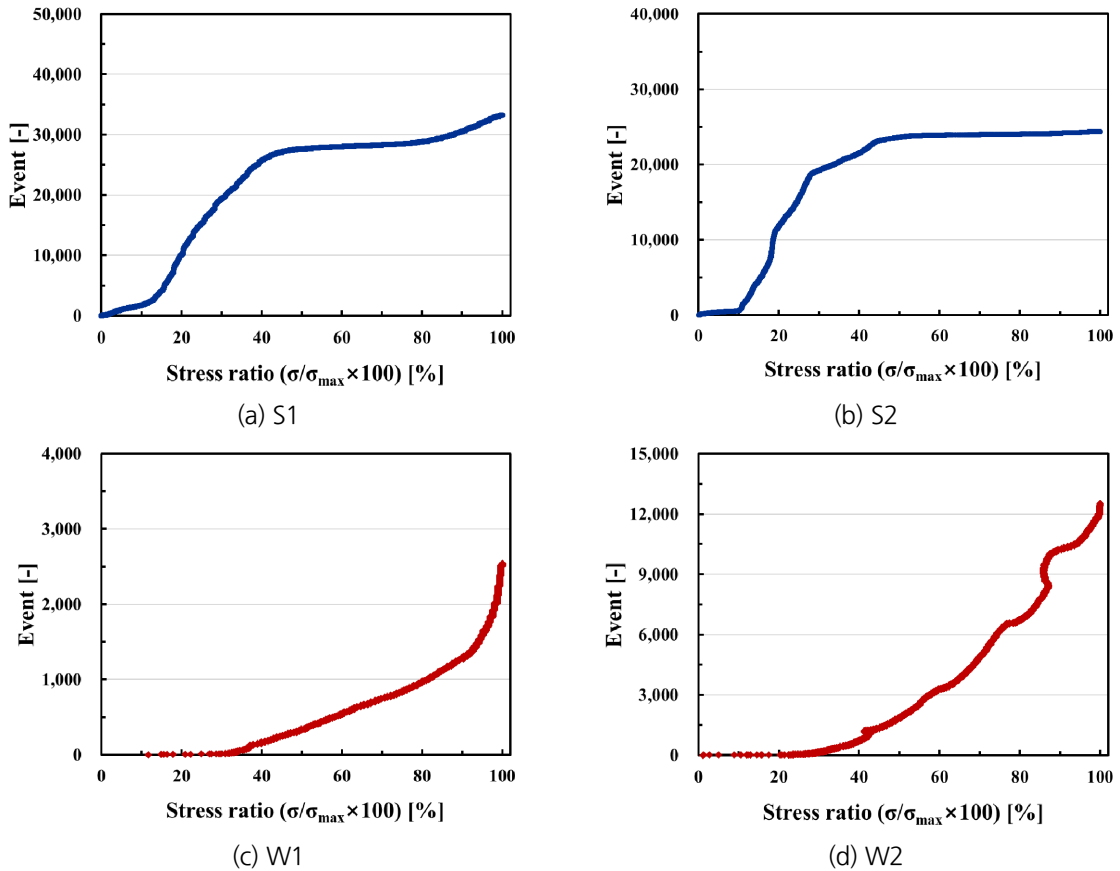 50,000
40,000
30,000
20,000
10,000
0
Event [-]
0 20 40 60 80 100
Stress ratio (σ/σmax×100) [%]
(a) S1
40,000
30,000
20,000
10,000
0
Event [-]
0 20 40 60 80 100
Stress ratio (σ/σmax×100) [%]
(b) S2
4,000
3,000
2,000
1,000
0
Event [-]
0 20 40 60 80 100
Stress ratio (σ/σmax×100) [%]
(c) W1
15,000
12,000
9,000
6,000
3,000
0
Event [-]
0 20 40 60 80 100
Stress ratio (σ/σmax×100) [%]
(d) W2